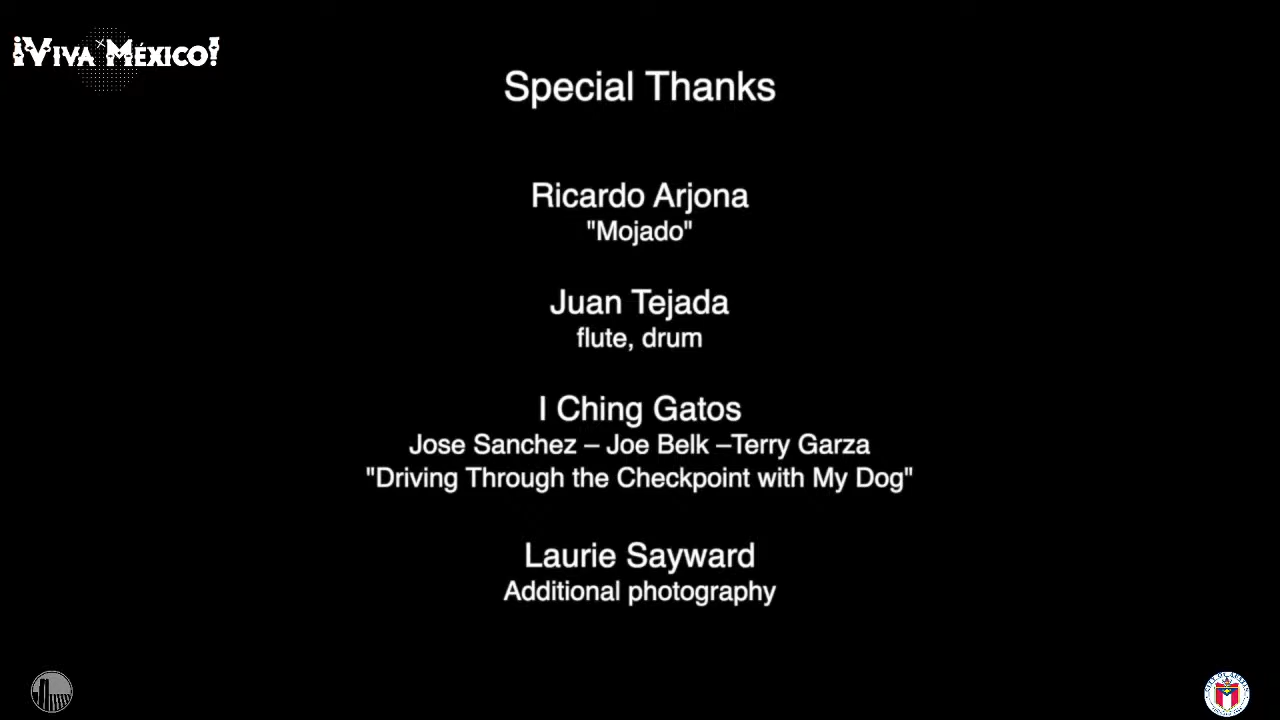 ¡Viva México!
Special Thanks
Ricardo Arjona
"Mojado"
Juan Tejada
flute, drum
I Ching Gatos
Jose Sanchez – Joe Belk –Terry Garza
"Driving Through the Checkpoint with My Dog"
Laurie Sayward
Additional photography